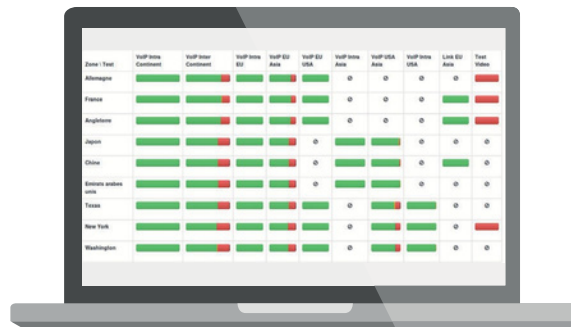 Zone \ Test VoIP Intra Continent VoIP Inter Continent VoIP Intra EU VoIP EU Asia VoIP EU USA VoIP Intra Asia VoIP USA Asia VoIP Intra USA Link EU Asia Test Video
Allemagne
France
Angleterre
Japon
Chine
Emirats arabes unis
Texas
New York
Washington